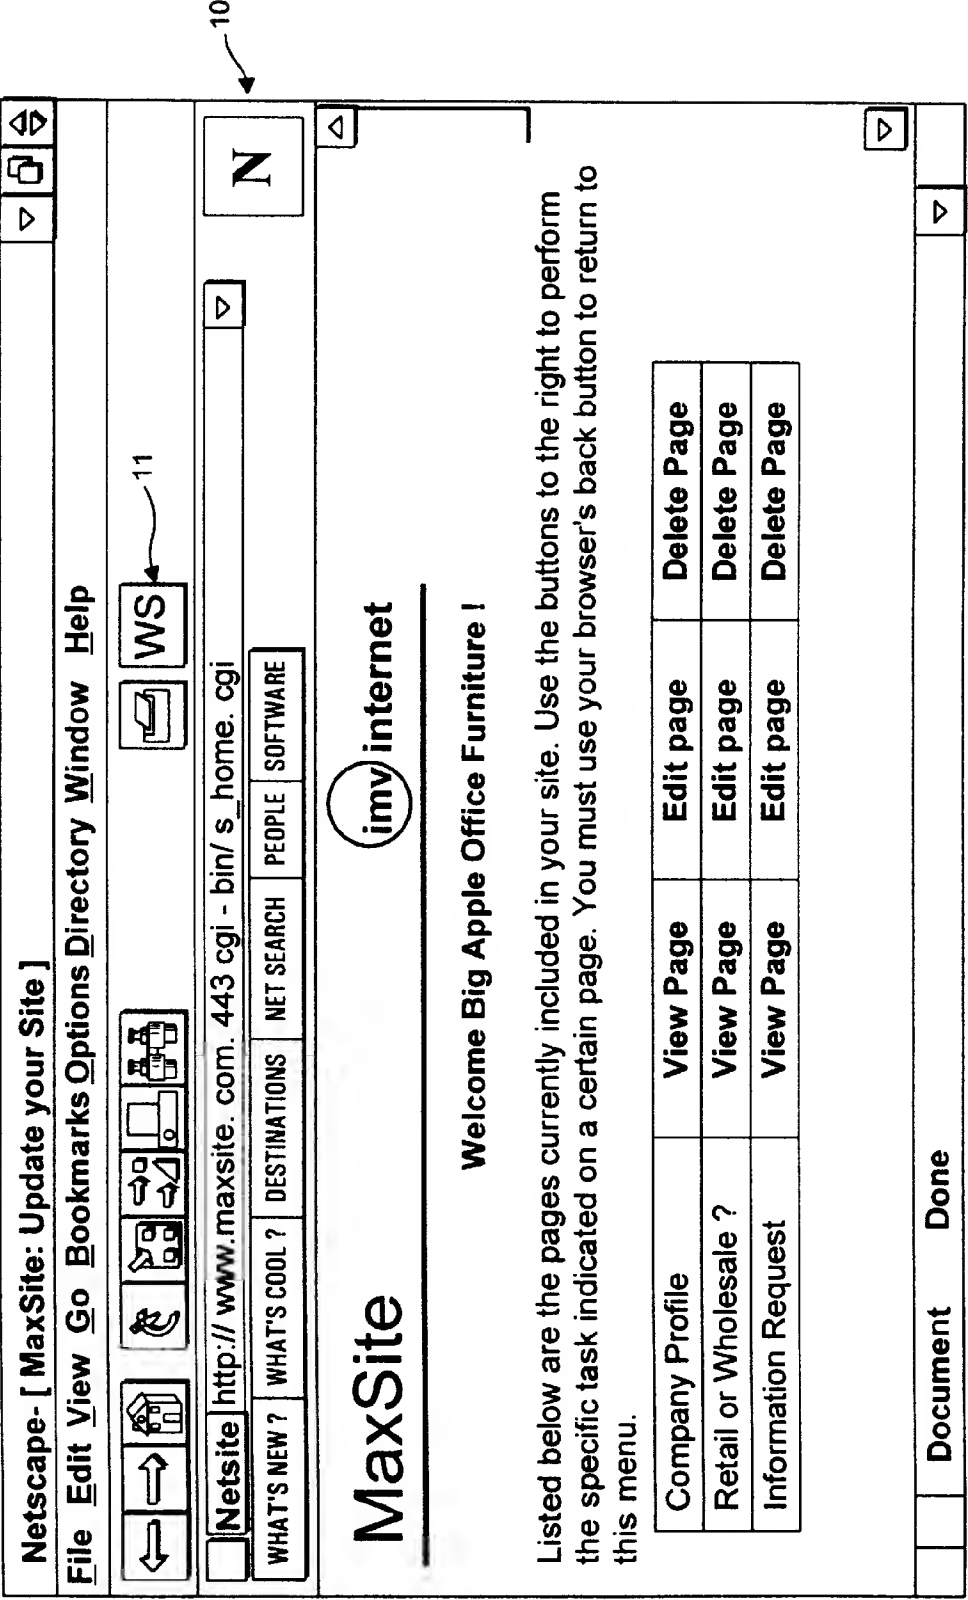 10
Netscape- [ MaxSite: Update your Site ]
File Edit View Go Bookmarks Options Directory Window Help
WS
11
Netsite http:// www.maxsite. com. 443 cgi - bin/ s_home. cgi
N
WHAT'S NEW ? WHAT'S COOL ? DESTINATIONS NET SEARCH PEOPLE SOFTWARE
MaxSite imv internet
Welcome Big Apple Office Furniture !
Listed below are the pages currently included in your site. Use the buttons to the right to perform
the specific task indicated on a certain page. You must use your browser's back button to return to
this menu.
Company Profile View Page Edit page Delete Page
Retail or Wholesale ? View Page Edit page Delete Page
Information Request View Page Edit page Delete Page
Document Done